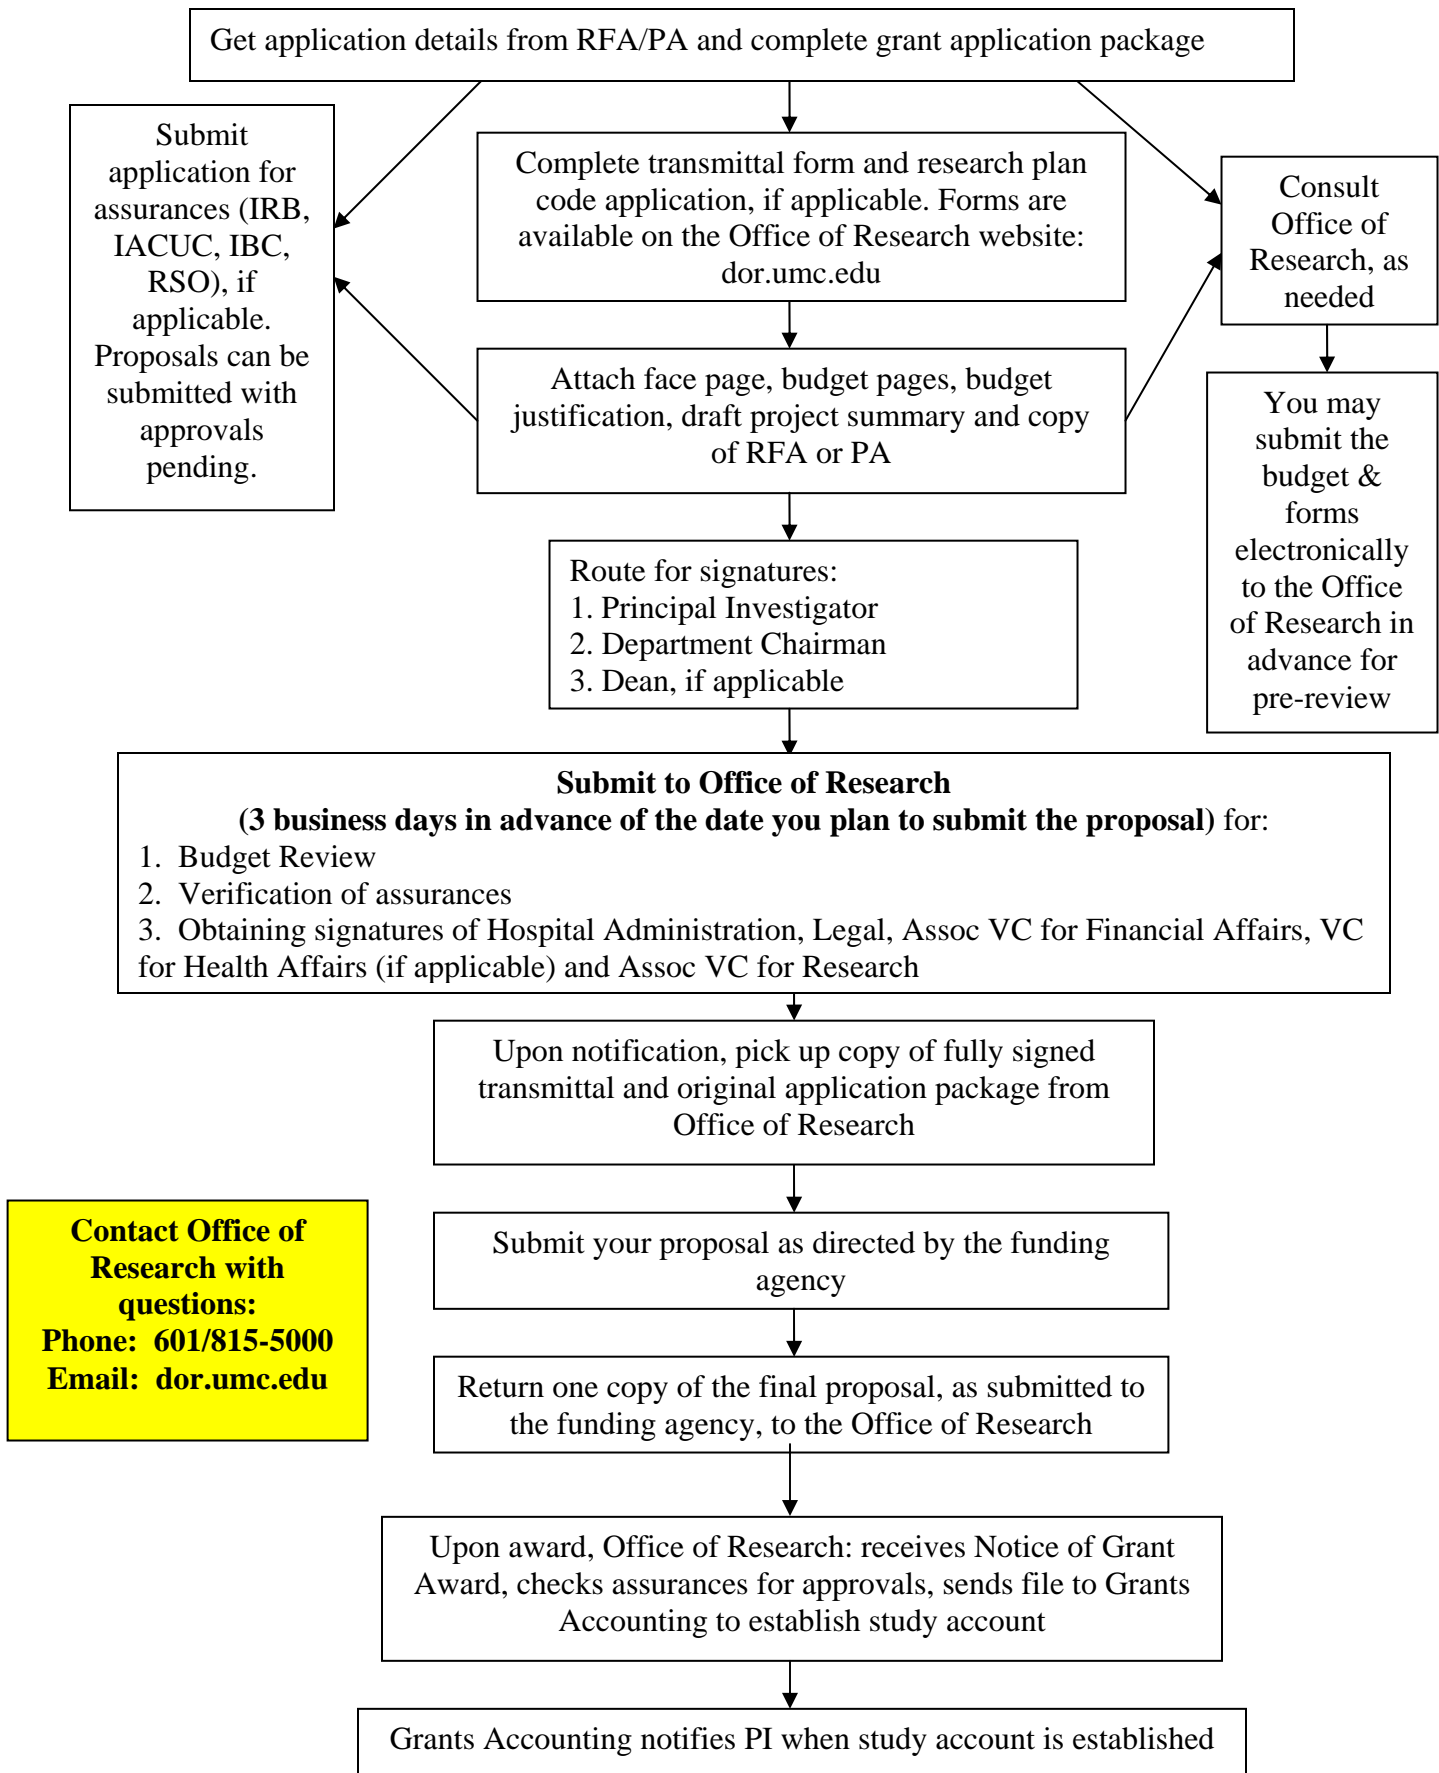 Get application details from RFA/PA and complete grant application package
Submit
application for
assurances (IRB,
IACUC, IBC,
RSO), if
applicable.
Proposals can be
submitted with
approvals
pending.
Complete transmittal form and research plan
code application, if applicable. Forms are
available on the Office of Research website:
dor.umc.edu
Consult
Office of
Research, as
needed
Attach face page, budget pages, budget
justification, draft project summary and copy
of RFA or PA
You may
submit the
budget &
forms
electronically
to the Office
of Research in
advance for
pre-review
Route for signatures:
1. Principal Investigator
2. Department Chairman
3. Dean, if applicable
Submit to Office of Research
(3 business days in advance of the date you plan to submit the proposal) for:
1. Budget Review
2. Verification of assurances
3. Obtaining signatures of Hospital Administration, Legal, Assoc VC for Financial Affairs, VC
for Health Affairs (if applicable) and Assoc VC for Research
Upon notification, pick up copy of fully signed
transmittal and original application package from
Office of Research
Contact Office of
Research with
questions:
Phone: 601/815-5000
Email: dor.umc.edu
Submit your proposal as directed by the funding
agency
Return one copy of the final proposal, as submitted to
the funding agency, to the Office of Research
Upon award, Office of Research: receives Notice of Grant
Award, checks assurances for approvals, sends file to Grants
Accounting to establish study account
Grants Accounting notifies PI when study account is established